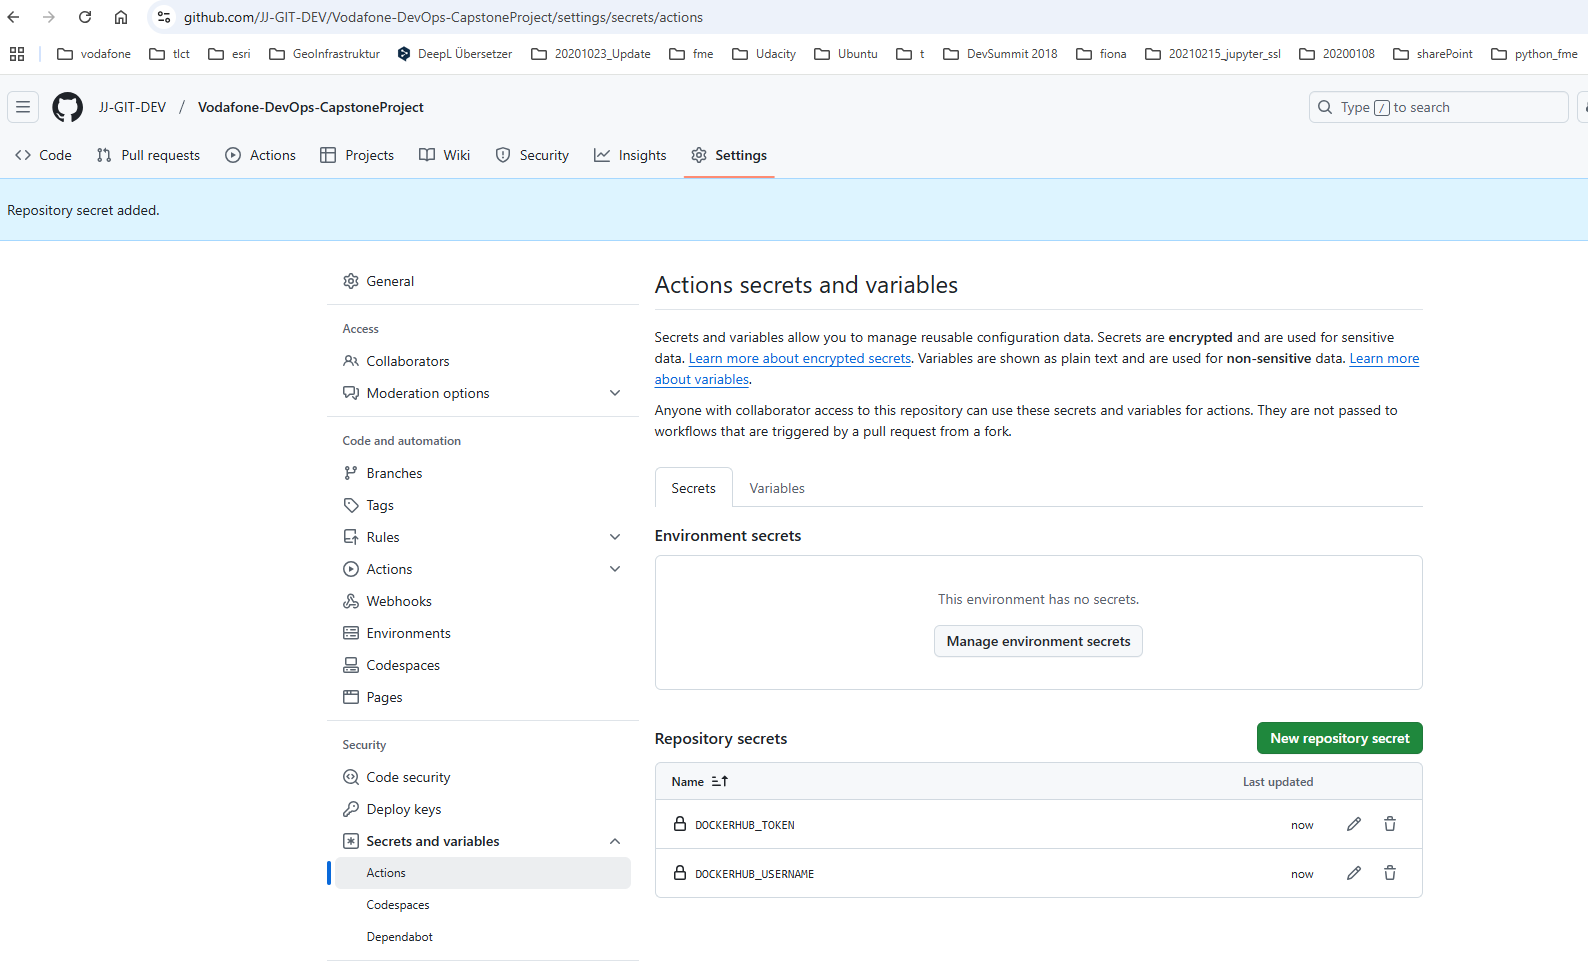 github.com/JJ-GIT-DEV/Vodafone-DevOps-CapstoneProject/settings/secrets/actions
vodafone tlct esri GeoInfrastruktur DeepL Übersetzer 20201023_Update fme Udacity Ubuntu t DevSummit 2018 fiona 20210215_jupyter_ssl 20200108 sharePoint python_fme
JJ-GIT-DEV / Vodafone-DevOps-CapstoneProject
Type / to search
Code Pull requests Actions Projects Wiki Security Insights Settings
Repository secret added.
General
Access
Collaborators
Moderation options
Code and automation
Branches
Tags
Rules
Actions
Webhooks
Environments
Codespaces
Pages
Security
Code security
Deploy keys
Secrets and variables
Actions
Codespaces
Dependabot
Actions secrets and variables
Secrets and variables allow you to manage reusable configuration data. Secrets are encrypted and are used for sensitive
data. Learn more about encrypted secrets. Variables are shown as plain text and are used for non-sensitive data. Learn more
about variables.
Anyone with collaborator access to this repository can use these secrets and variables for actions. They are not passed to
workflows that are triggered by a pull request from a fork.
Secrets Variables
Environment secrets
This environment has no secrets.
Manage environment secrets
Repository secrets
New repository secret
Name Last updated
DOCKERHUB_TOKEN now
DOCKERHUB_USERNAME now